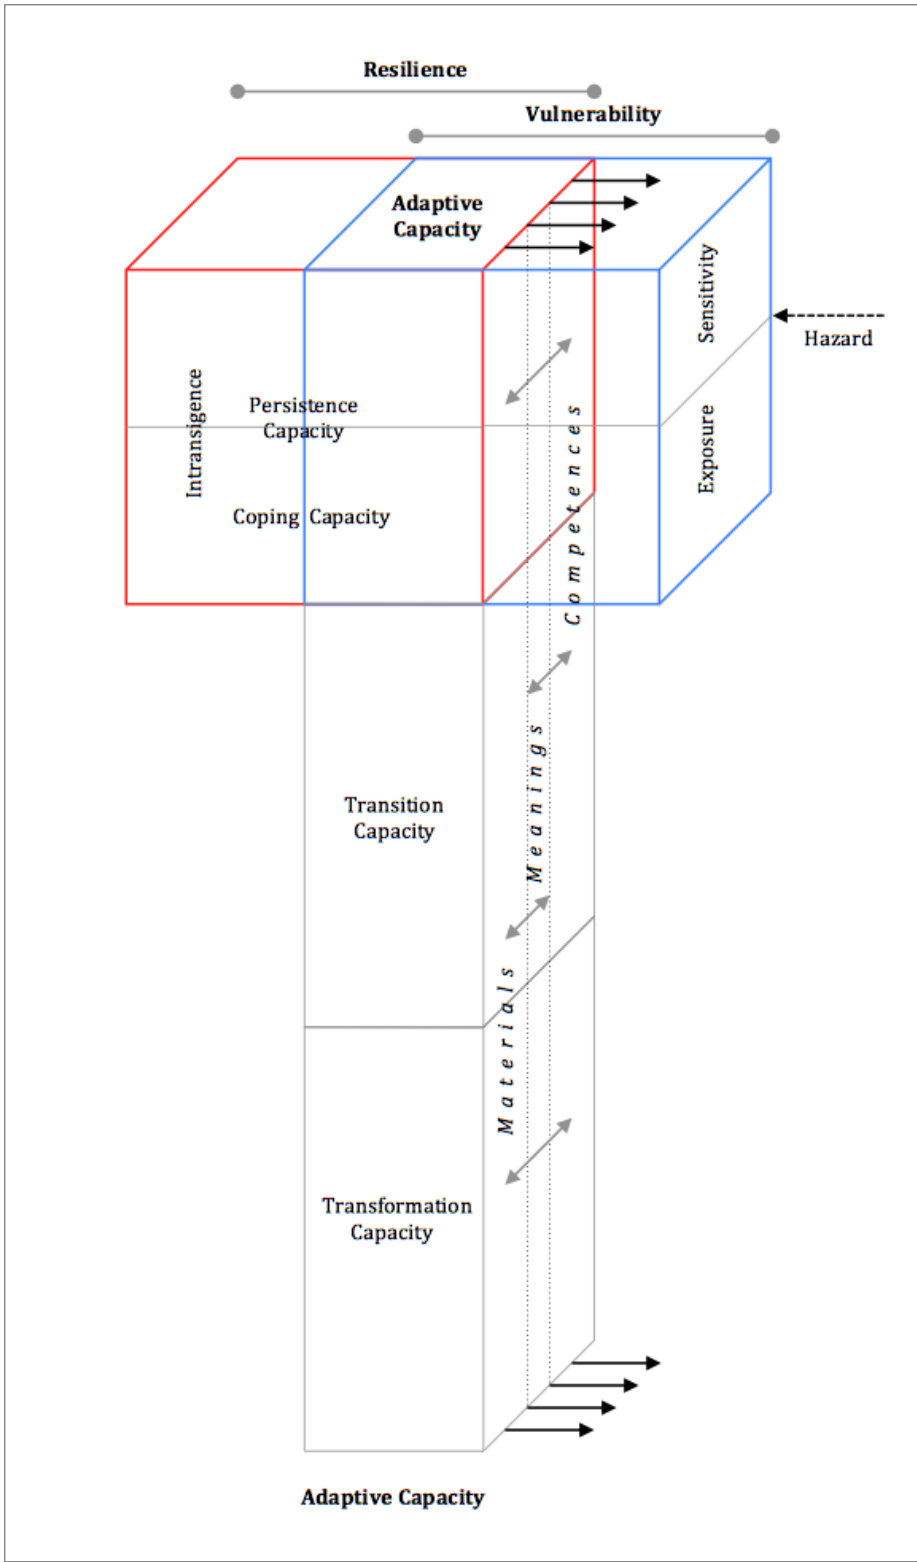 Resilience
Vulnerability
Adaptive
Capacity
Sensitivity
Hazard
Intransigence
Persistence
Capacity
Exposure
Competences
Coping Capacity
Meanings
Transition
Capacity
Materials
Transformation
Capacity
Adaptive Capacity